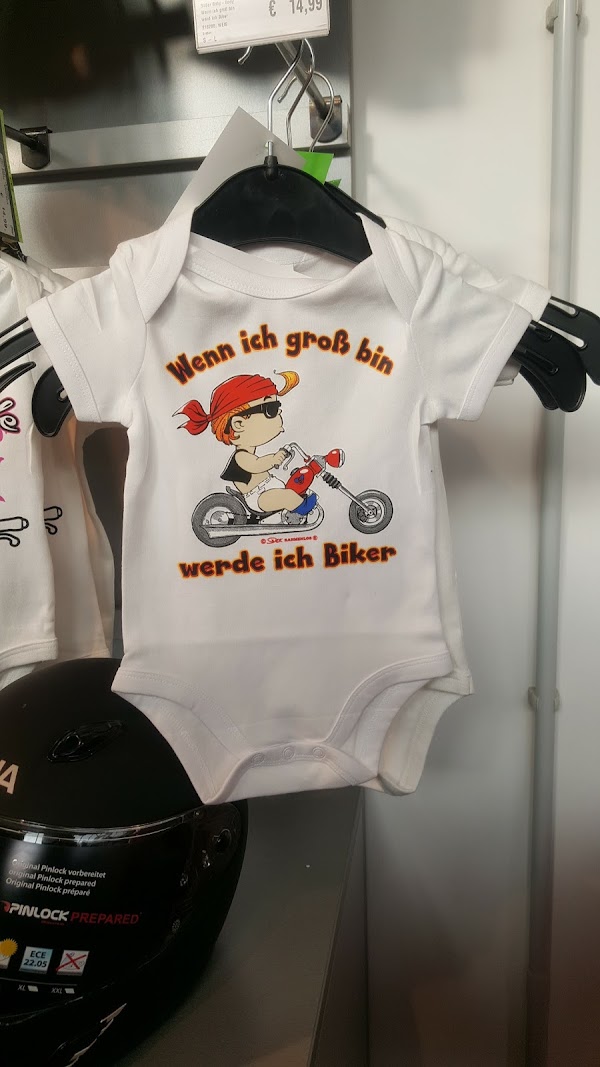 € 14,99
Wenn ich groß bin
werde ich Biker
Original Pinlock vorbereitet
Original Pinlock prepared
Original Pinlock préparé
PINLOCK PREPARED
ECE
22.05
XL
XXL